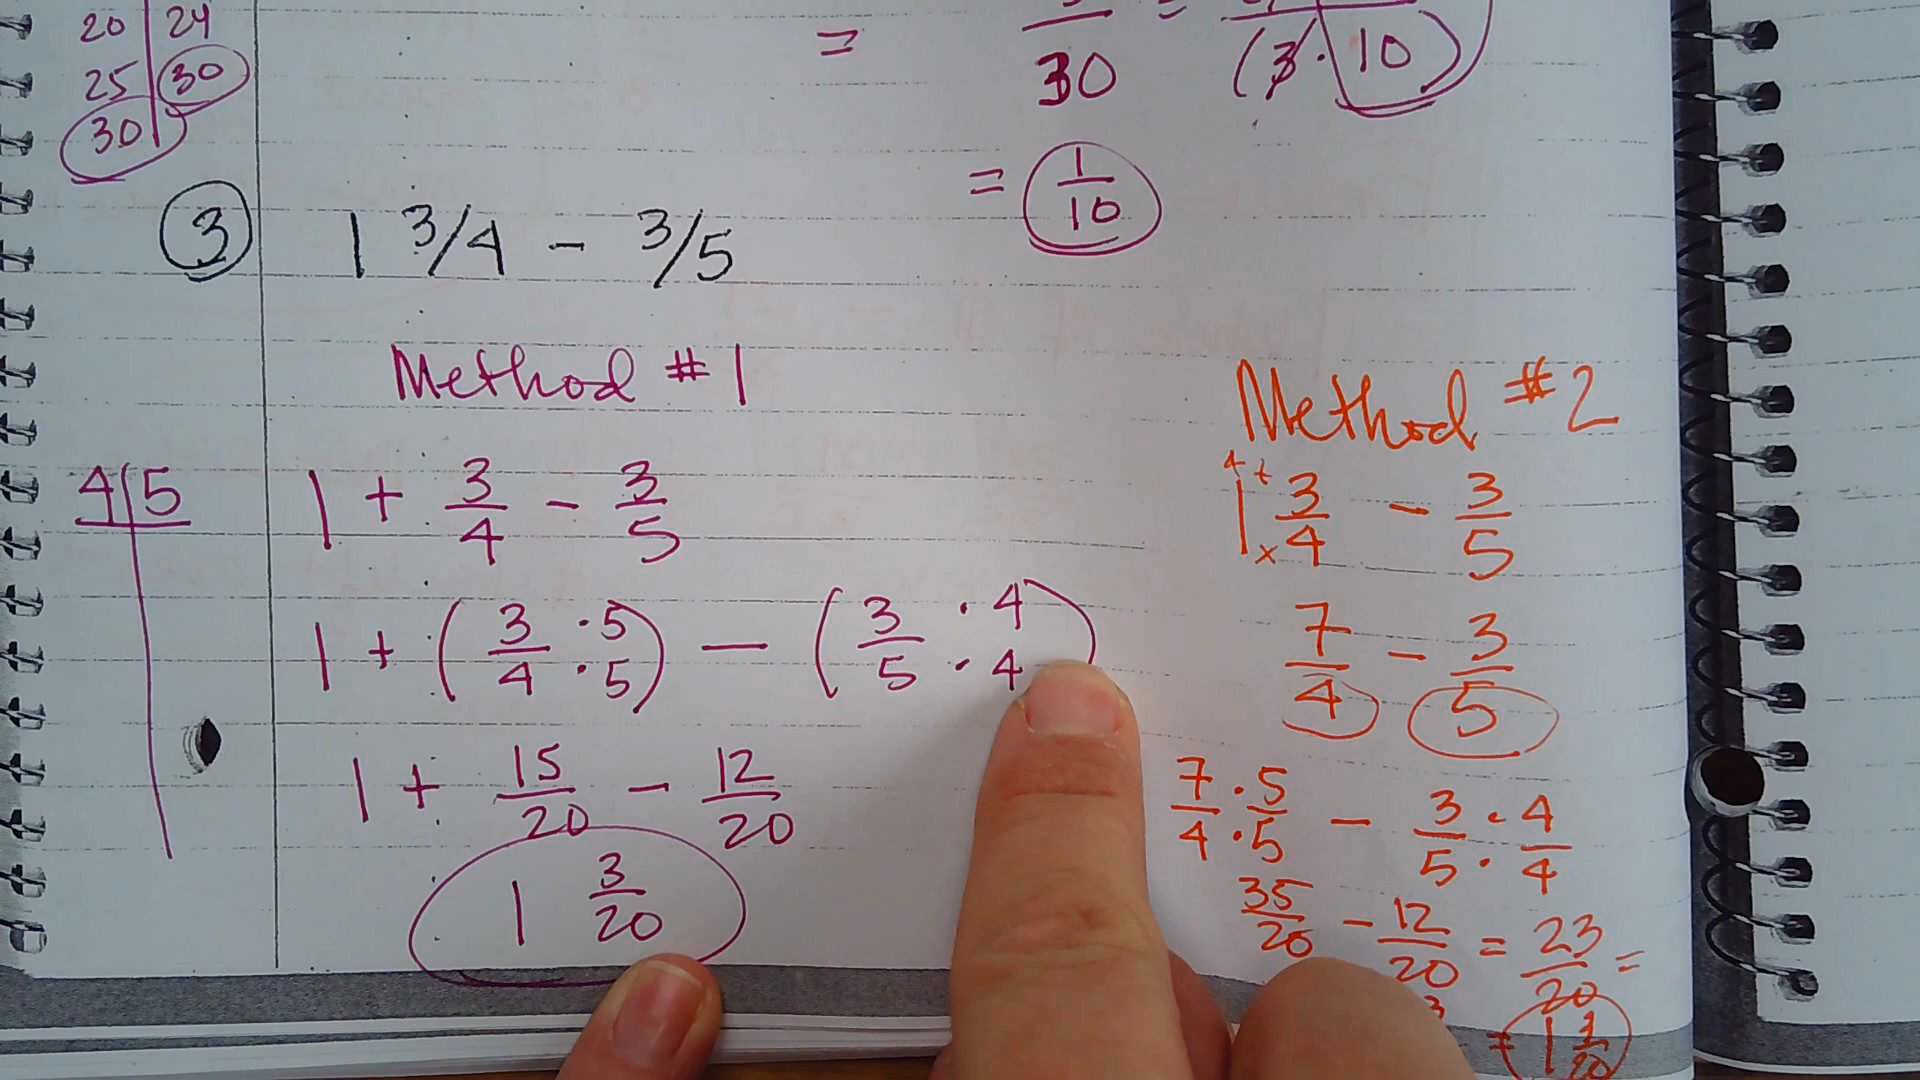 20 | 24
25 | 30
30
=
30
=
(3 · 10)
= 1/10
3
1 3/4 - 3/5
Method #1
4 | 5
1 + 3/4 - 3/5
1 + (3/4 ·5/·5) - (3/5 ·4/·4)
1 + 15/20 - 12/20
1 3/20
Method #2
+
1 3/4 - 3/5
x
7/4 - 3/5
7/4 · 5/·5 - 3/5 · 4/·4
35/20 - 12/20 = 23/20 =
= 1 3/20